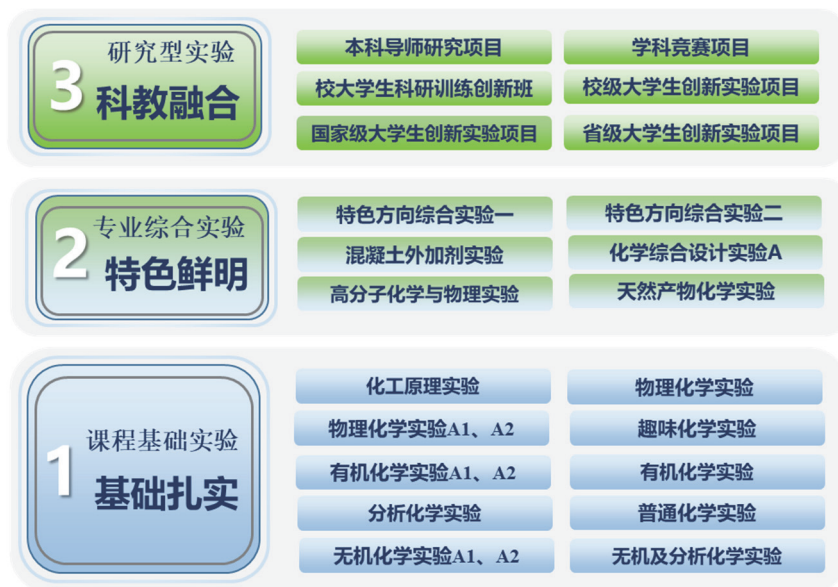 研究型实验
3
科教融合
本科导师研究项目
学科竞赛项目
校大学生科研训练创新班
校级大学生创新实验项目
国家级大学生创新实验项目
省级大学生创新实验项目
专业综合实验
2
特色鲜明
特色方向综合实验一
特色方向综合实验二
混凝土外加剂实验
化学综合设计实验A
高分子化学与物理实验
天然产物化学实验
课程基础实验
1
基础扎实
化工原理实验
物理化学实验
物理化学实验A1、A2
趣味化学实验
有机化学实验A1、A2
有机化学实验
分析化学实验
普通化学实验
无机化学实验A1、A2
无机及分析化学实验